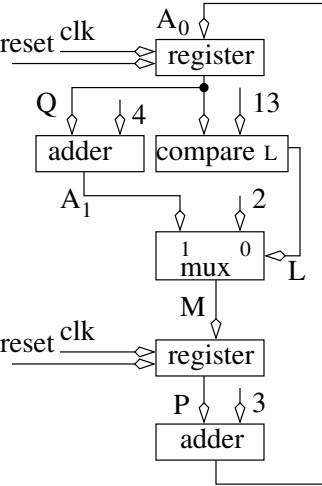 A0
reset clk
register
Q 4 13
adder compare L
A1 2
1 0
mux L
M
reset clk
register
P 3
adder